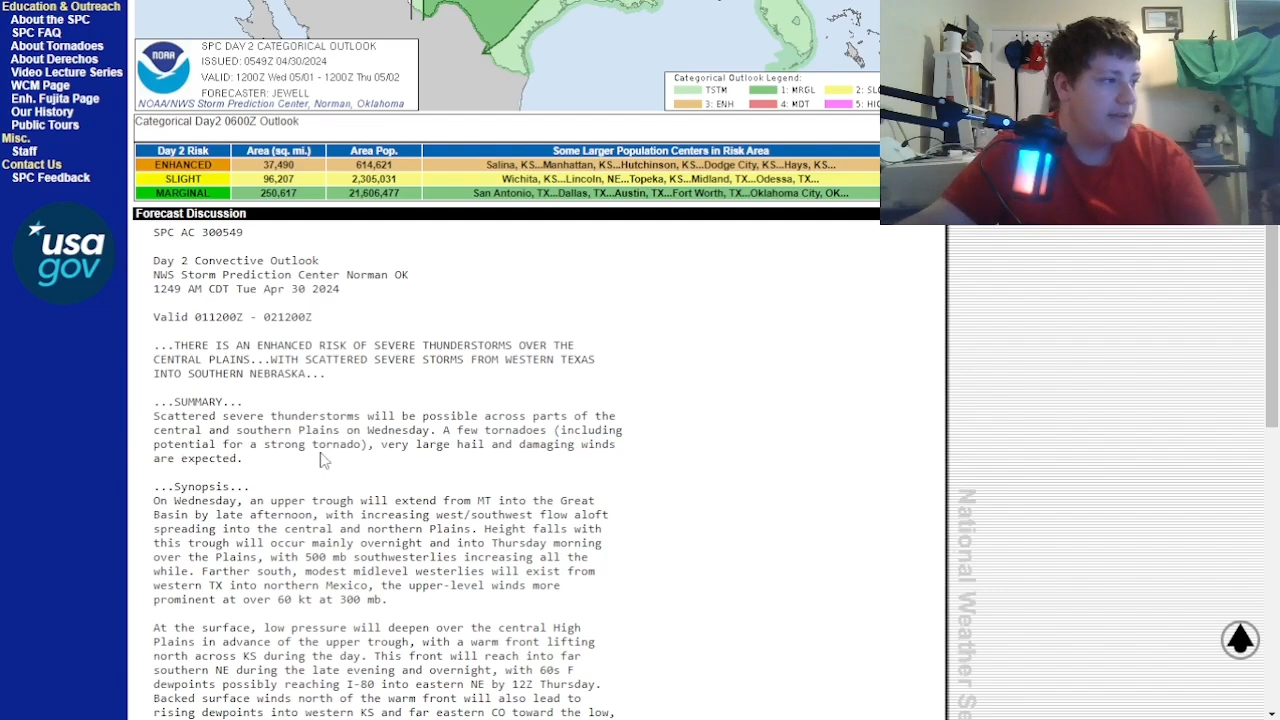 Education & Outreach
About the SPC
SPC FAQ
About Tornadoes
About Derechos
Video Lecture Series
WCM Page
Enh. Fujita Page
Our History
Public Tours
Misc.
Staff
Contact Us
SPC Feedback
usa
gov
NOAA
SPC DAY 2 CATEGORICAL OUTLOOK
ISSUED: 0549Z 04/30/2024
VALID: 1200Z Wed 05/01 - 1200Z Thu 05/02
FORECASTER: JEWELL
NOAA/NWS Storm Prediction Center, Norman, Oklahoma
Categorical Outlook Legend:
TSTM 1: MRGL 2: SL
3: ENH 4: MDT 5: HI
Categorical Day2 0600Z Outlook
Day 2 Risk Area (sq. mi.) Area Pop. Some Larger Population Centers in Risk Area
ENHANCED 37,490 614,621 Salina, KS...Manhattan, KS...Hutchinson, KS...Dodge City, KS...Hays, KS...
SLIGHT 96,207 2,305,031 Wichita, KS...Lincoln, NE...Topeka, KS...Midland, TX...Odessa, TX...
MARGINAL 250,617 21,606,477 San Antonio, TX...Dallas, TX...Austin, TX...Fort Worth, TX...Oklahoma City, OK...
Forecast Discussion
SPC AC 300549
Day 2 Convective Outlook
NWS Storm Prediction Center Norman OK
1249 AM CDT Tue Apr 30 2024
Valid 011200Z - 021200Z
...THERE IS AN ENHANCED RISK OF SEVERE THUNDERSTORMS OVER THE
CENTRAL PLAINS...WITH SCATTERED SEVERE STORMS FROM WESTERN TEXAS
INTO SOUTHERN NEBRASKA...
...SUMMARY...
Scattered severe thunderstorms will be possible across parts of the
central and southern Plains on Wednesday. A few tornadoes (including
potential for a strong tornado), very large hail and damaging winds
are expected.
...Synopsis...
On Wednesday, an upper trough will extend from MT into the Great
Basin by late afternoon, with increasing west/southwest flow aloft
spreading into the central and northern Plains. Height falls with
this trough will occur mainly overnight and into Thursday morning
over the Plains, with 500 mb southwesterlies increasing all the
while. Farther south, modest midlevel westerlies will exist from
western TX into northern Mexico, the upper-level winds more
prominent at over 60 kt at 300 mb.
At the surface, low pressure will deepen over the central High
Plains in advance of the upper trough, with a warm front lifting
north across KS during the day. This front will reach into far
southern NE during the late evening and overnight, with 60s F
dewpoints possibly reaching I-80 into eastern NE by 12Z Thursday.
Backed surface winds north of the warm front will also lead to
rising dewpoints into western KS and far eastern CO toward the low,
National Weather Se